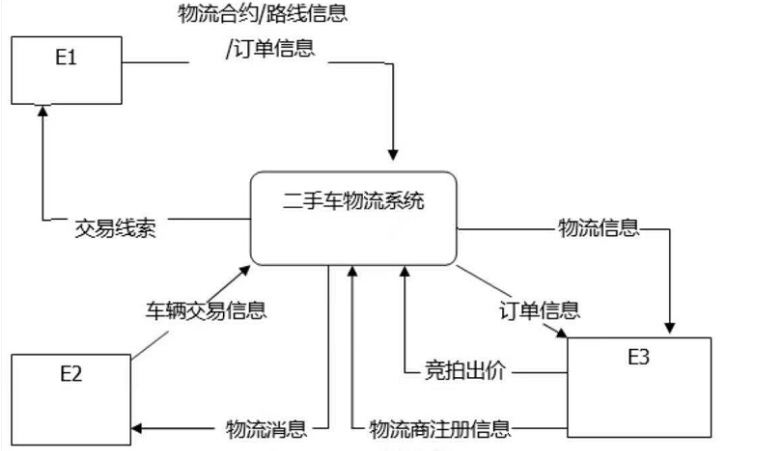 物流合约/路线信息
/订单信息
E1
二手车物流系统
交易线索
物流信息
车辆交易信息
订单信息
E3
E2
竞拍出价
物流消息
物流商注册信息